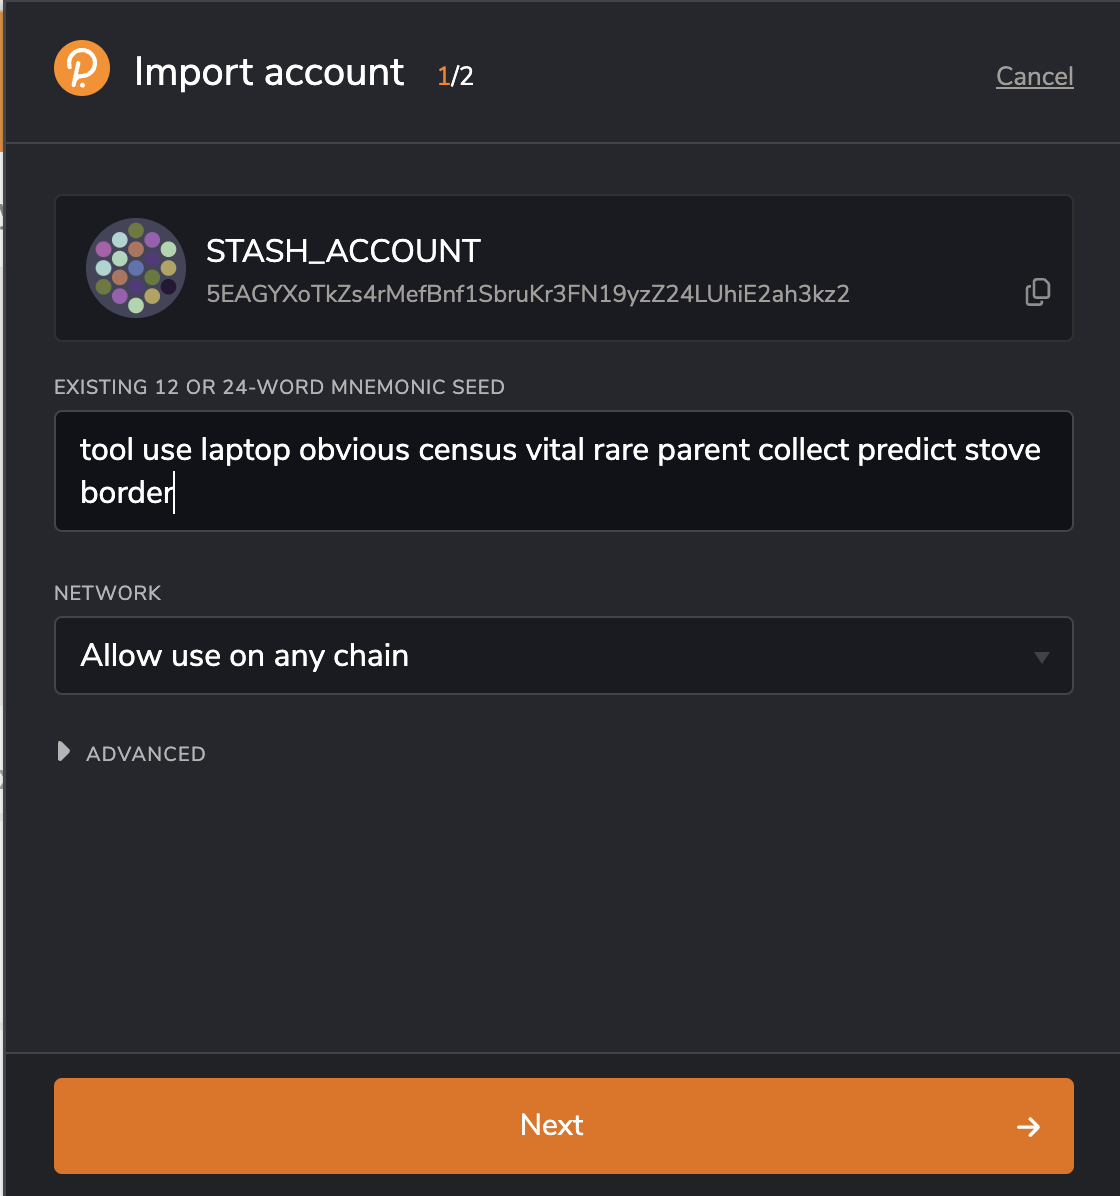 Import account 1/2
Cancel
STASH_ACCOUNT
5EAGYXoTkZs4rMefBnf1SbruKr3FN19yzZ24LUhiE2ah3kz2
EXISTING 12 OR 24-WORD MNEMONIC SEED
tool use laptop obvious census vital rare parent collect predict stove
border
NETWORK
Allow use on any chain
ADVANCED
Next